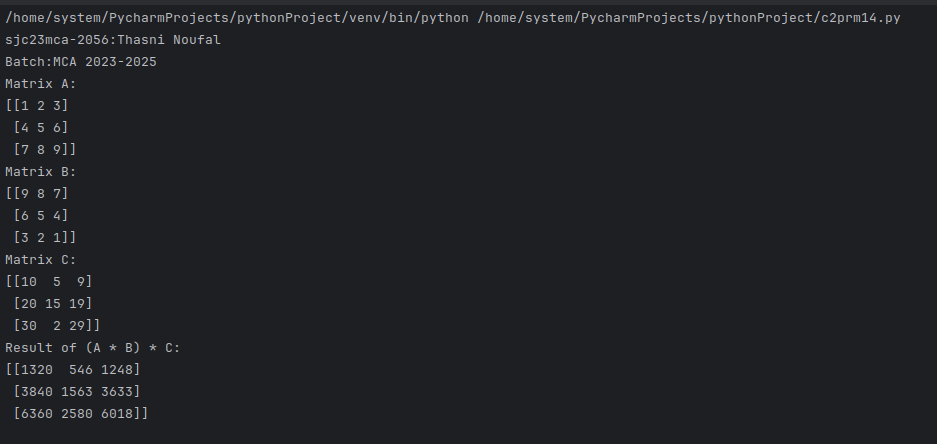 /home/system/PycharmProjects/pythonProject/venv/bin/python /home/system/PycharmProjects/pythonProject/c2prm14.py
sjc23mca-2056:Thasni Noufal
Batch:MCA 2023-2025
Matrix A:
[[1 2 3]
 [4 5 6]
 [7 8 9]]
Matrix B:
[[9 8 7]
 [6 5 4]
 [3 2 1]]
Matrix C:
[[10  5  9]
 [20 15 19]
 [30  2 29]]
Result of (A * B) * C:
[[1320  546 1248]
 [3840 1563 3633]
 [6360 2580 6018]]